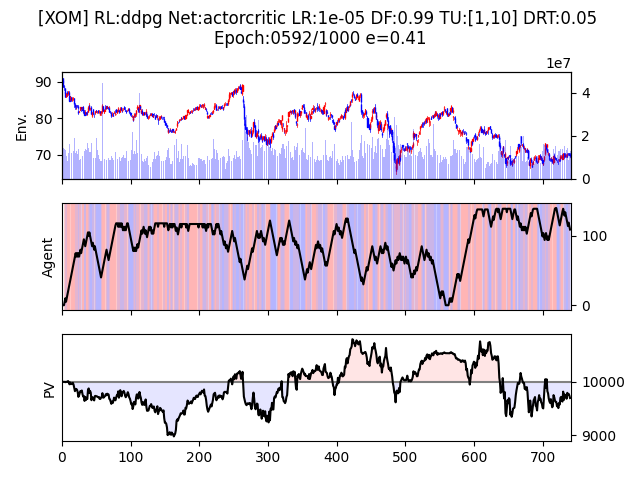 [XOM] RL:ddpg Net:actorcritic LR:1e-05 DF:0.99 TU:[1,10] DRT:0.05
Epoch:0592/1000 e=0.41
1e7
90
80
70
Env.
4
2
0
Agent
100
0
PV
10000
9000
0 100 200 300 400 500 600 700